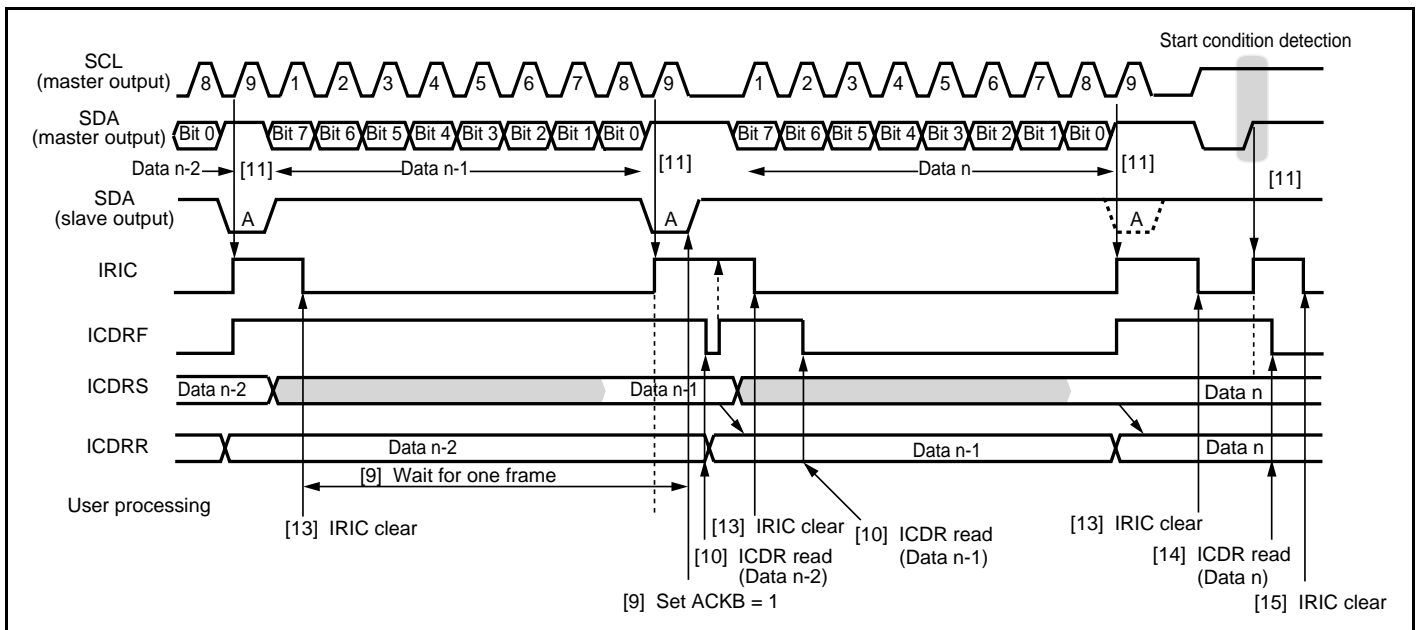 Start condition detection
SCL
(master output)
8 9 1 2 3 4 5 6 7 8 9 1 2 3 4 5 6 7 8 9
SDA
(master output)
Bit 0 Bit 7 Bit 6 Bit 5 Bit 4 Bit 3 Bit 2 Bit 1 Bit 0 Bit 7 Bit 6 Bit 5 Bit 4 Bit 3 Bit 2 Bit 1 Bit 0
Data n-2 [11] Data n-1 [11] Data n [11] [11]
SDA
(slave output)
A A A
IRIC
ICDRF
ICDRS Data n-2 Data n-1 Data n
ICDRR Data n-2 Data n-1 Data n
[9] Wait for one frame
User processing
[13] IRIC clear [13] IRIC clear [10] ICDR read
(Data n-1) [13] IRIC clear
[10] ICDR read
(Data n-2)
[14] ICDR read
(Data n)
[9] Set ACKB = 1
[15] IRIC clear